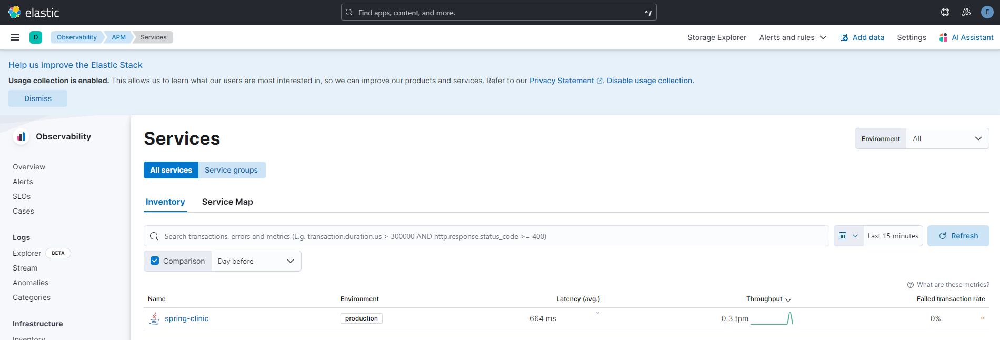 elastic
Find apps, content, and more.
^/
E
D
Observability
APM
Services
Storage Explorer
Alerts and rules
Add data
Settings
AI Assistant
Help us improve the Elastic Stack
Usage collection is enabled. This allows us to learn what our users are most interested in, so we can improve our products and services. Refer to our Privacy Statement. Disable usage collection.
Dismiss
Observability
Overview
Alerts
SLOs
Cases
Logs
Explorer BETA
Stream
Anomalies
Categories
Infrastructure
Inventory
Services
Environment All
All services
Service groups
Inventory
Service Map
Search transactions, errors and metrics (E.g. transaction.duration.us > 300000 AND http.response.status_code >= 400)
Last 15 minutes
Refresh
Comparison
Day before
What are these metrics?
Name Environment Latency (avg.) Throughput Failed transaction rate
spring-clinic production 664 ms 0.3 tpm 0%